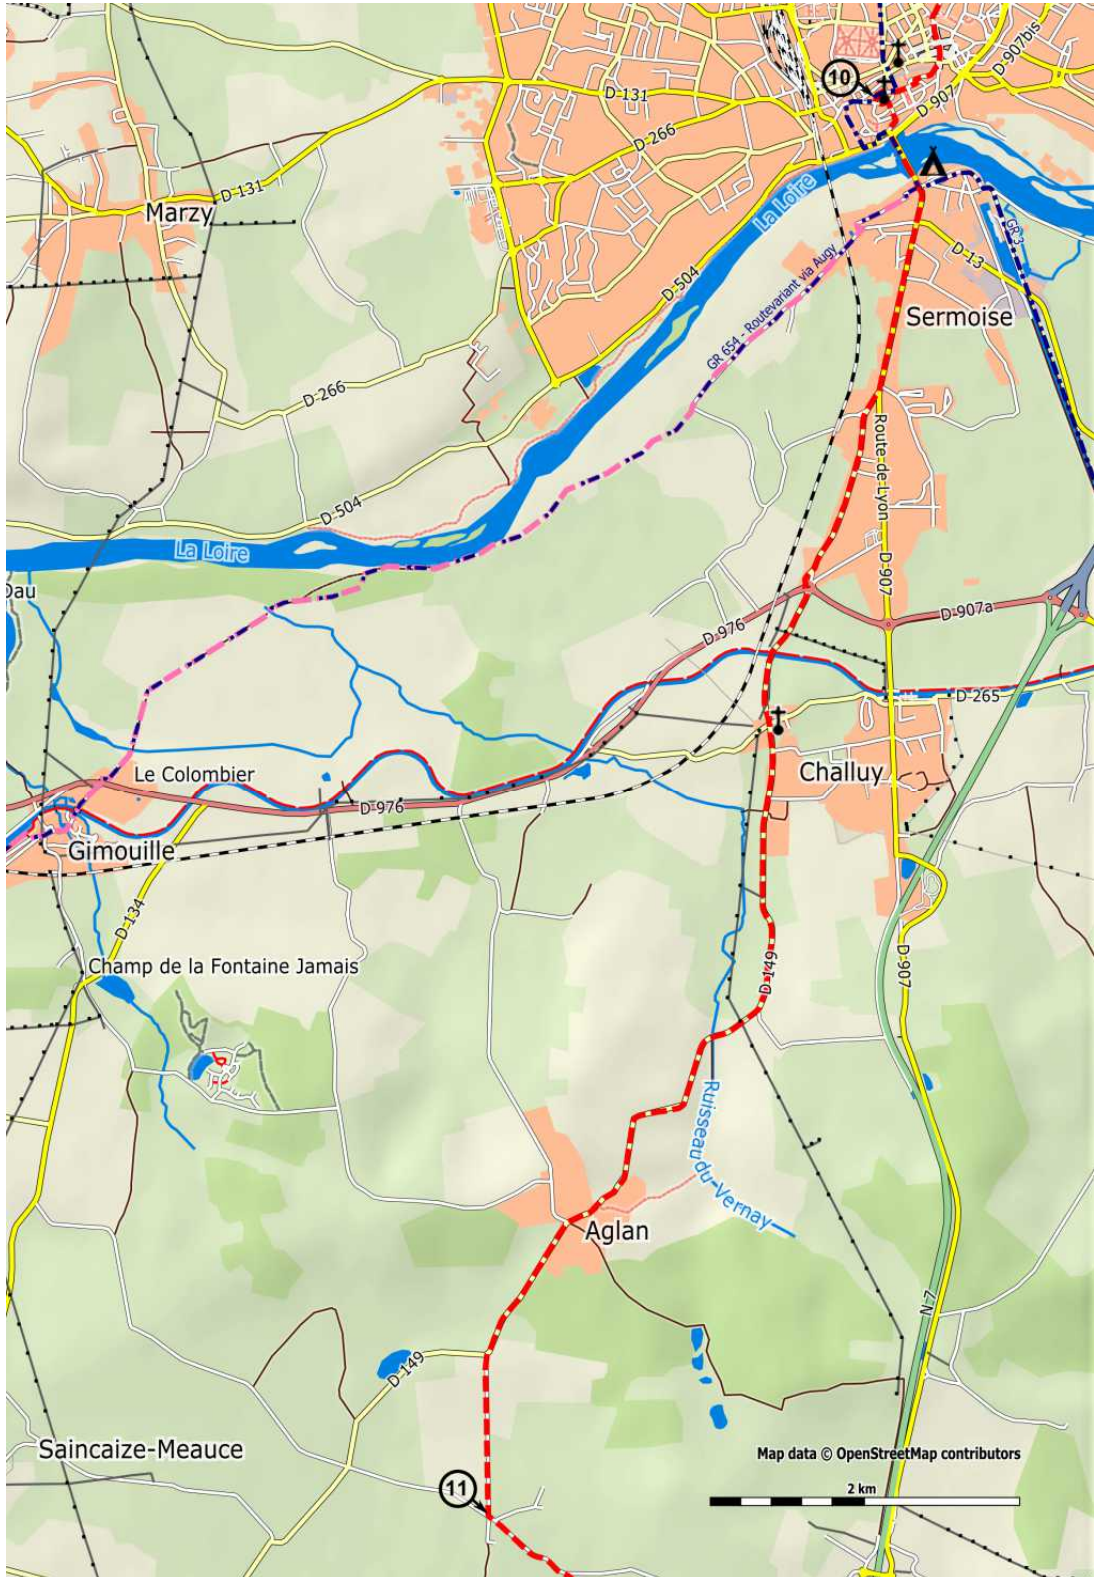 D 907bis
10
D 131
D 907
D 266
D 131
Marzy
La Loire
GR 3
D 13
D-504
GR 654 - Routevariant via Augy
Sermoise
D-266
Route-de-Lyon
D-504
La Loire
D 907
Dau
D 976
D-907a
D-265
Le Colombier
Challuy
D 976
Gimouille
D-134
D 907
Champ de la Fontaine Jamais
D-149
Ruisseau-du-Vernay
Aglan
N 7
D-149
Saincaize-Meauce
Map data © OpenStreetMap contributors
11
2 km